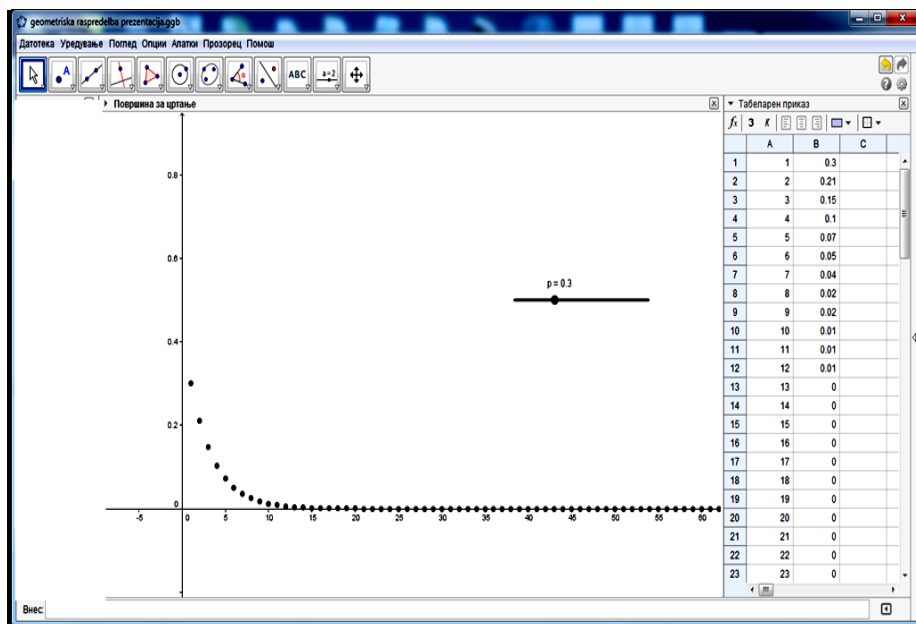 geometriska raspredelba prezentacija.ggb
Датотека Уредување Поглед Опции Алатки Прозорец Помош
A ABC a=2
Површина за цртање
Табеларен приказ
fx З K
A B C
1 1 0.3
2 2 0.21
3 3 0.15
4 4 0.1
5 5 0.07
6 6 0.05
7 7 0.04
8 8 0.02
9 9 0.02
10 10 0.01
11 11 0.01
12 12 0.01
13 13 0
14 14 0
15 15 0
16 16 0
17 17 0
18 18 0
19 19 0
20 20 0
21 21 0
22 22 0
23 23 0
0.8
0.6
p = 0.3
0.4
0.2
0
-5 0 5 10 15 20 25 30 35 40 45 50 55 60
Внес: